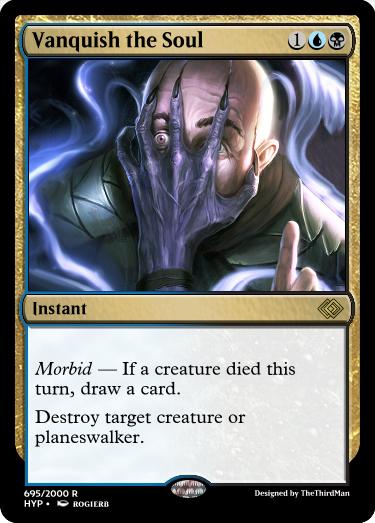 Vanquish the Soul 1
Instant
Morbid — If a creature died this
turn, draw a card.
Destroy target creature or
planeswalker.
695/2000 R
HYP • ROGIERB
Designed by TheThirdMan